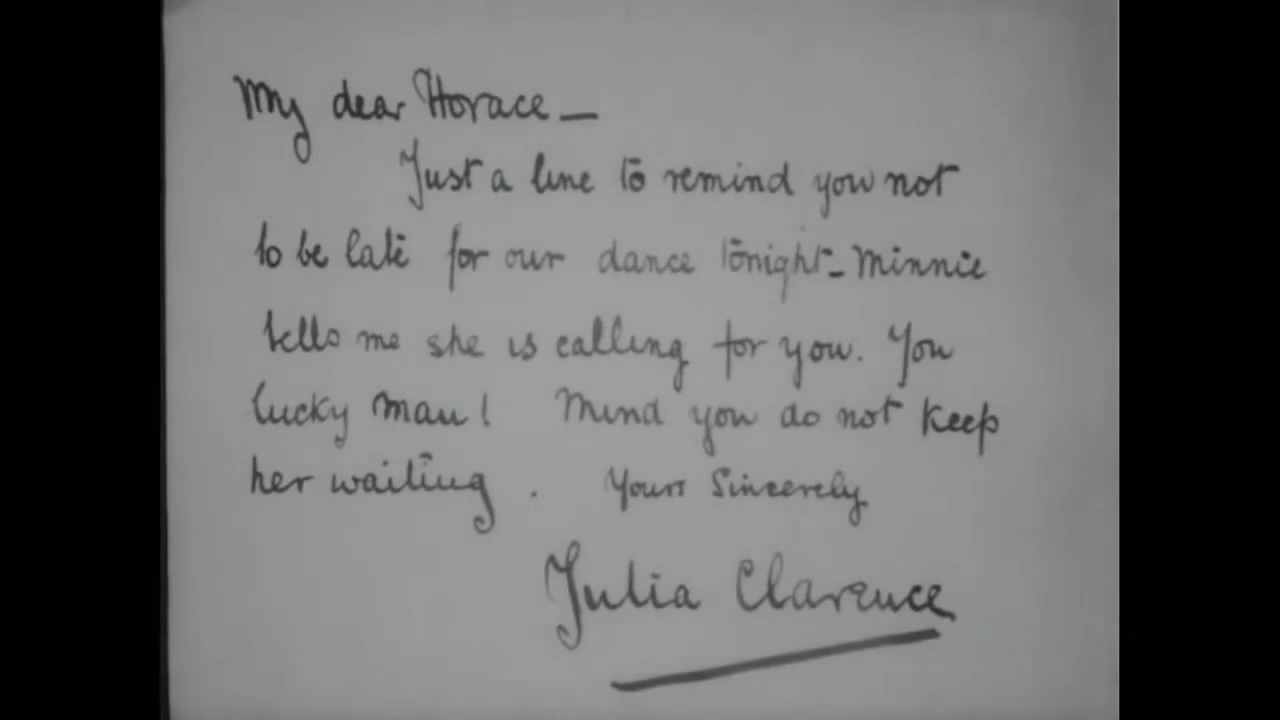 My dear Horace —
Just a line to remind you not
to be late for our dance tonight - Minnie
tells me she is calling for you. You
lucky man! Mind you do not keep
her waiting. Yours Sincerely
Julia Clarence